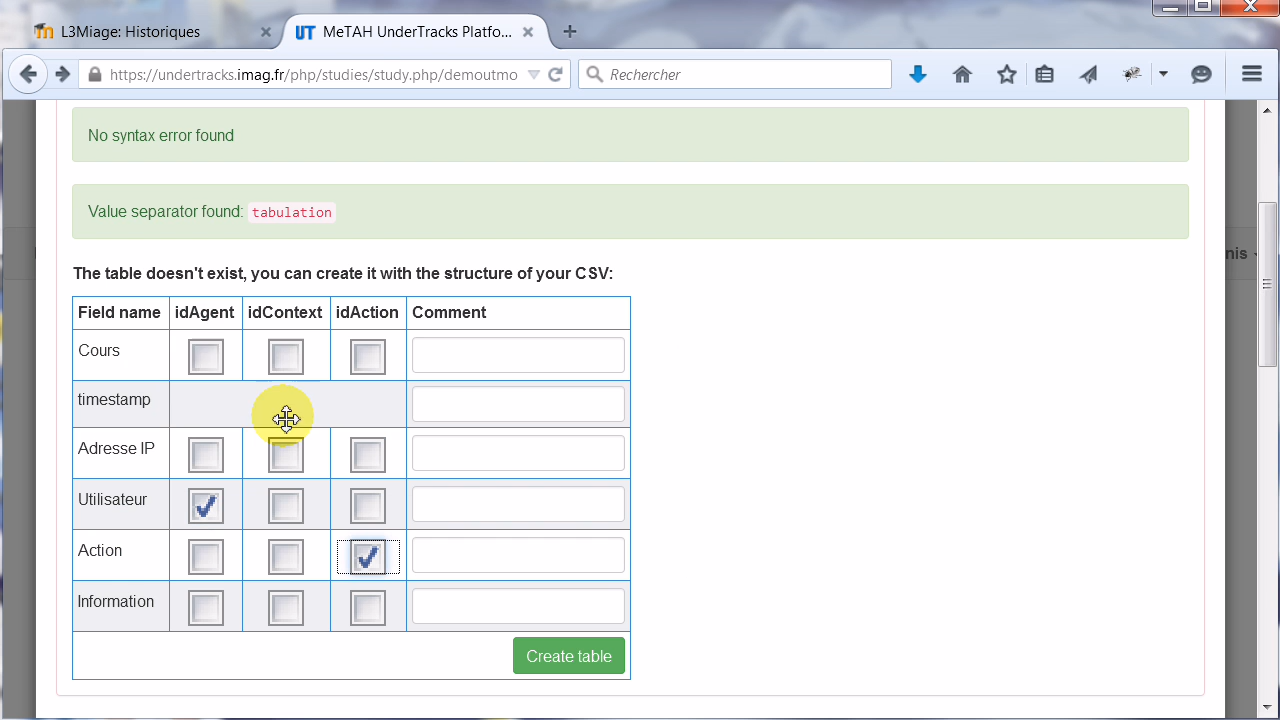 L3Miage: Historiques
UT MeTAH UnderTracks Platfo...
https://undertracks.imag.fr/php/studies/study.php/demoutmo
Rechercher
No syntax error found
Value separator found: tabulation
nis
The table doesn't exist, you can create it with the structure of your CSV:
Field name idAgent idContext idAction Comment
Cours
timestamp
Adresse IP
Utilisateur
Action
Information
Create table